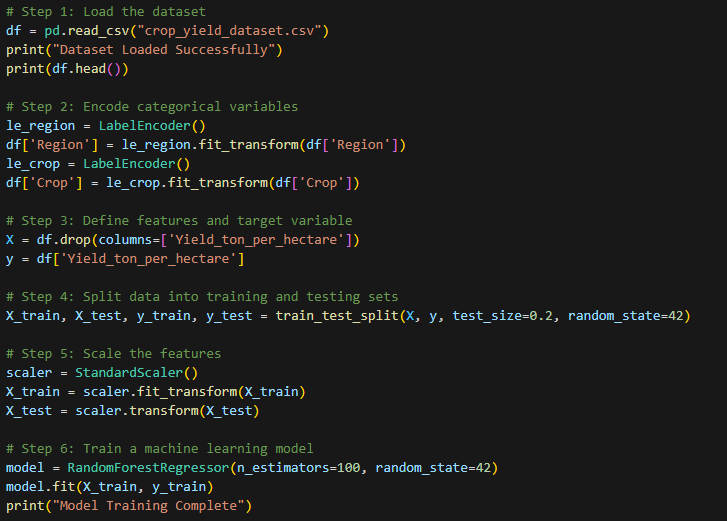 # Step 1: Load the dataset
df = pd.read_csv("crop_yield_dataset.csv")
print("Dataset Loaded Successfully")
print(df.head())
# Step 2: Encode categorical variables
le_region = LabelEncoder()
df['Region'] = le_region.fit_transform(df['Region'])
le_crop = LabelEncoder()
df['Crop'] = le_crop.fit_transform(df['Crop'])
# Step 3: Define features and target variable
X = df.drop(columns=['Yield_ton_per_hectare'])
y = df['Yield_ton_per_hectare']
# Step 4: Split data into training and testing sets
X_train, X_test, y_train, y_test = train_test_split(X, y, test_size=0.2, random_state=42)
# Step 5: Scale the features
scaler = StandardScaler()
X_train = scaler.fit_transform(X_train)
X_test = scaler.transform(X_test)
# Step 6: Train a machine learning model
model = RandomForestRegressor(n_estimators=100, random_state=42)
model.fit(X_train, y_train)
print("Model Training Complete")